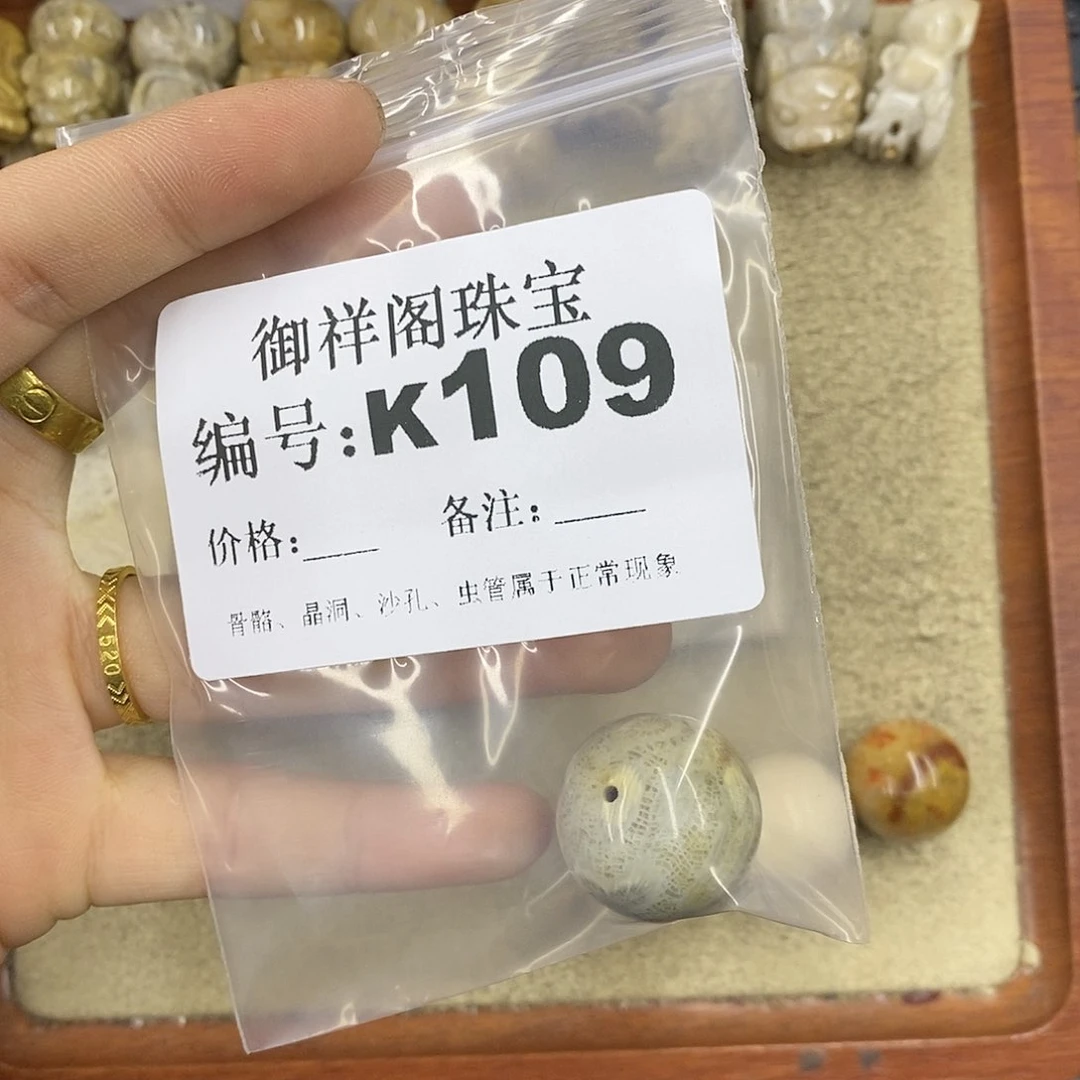 御祥阁珠宝
编号:K109
价格:____ 备注:____
骨骼、晶洞、沙孔、虫管属于正常现象
520